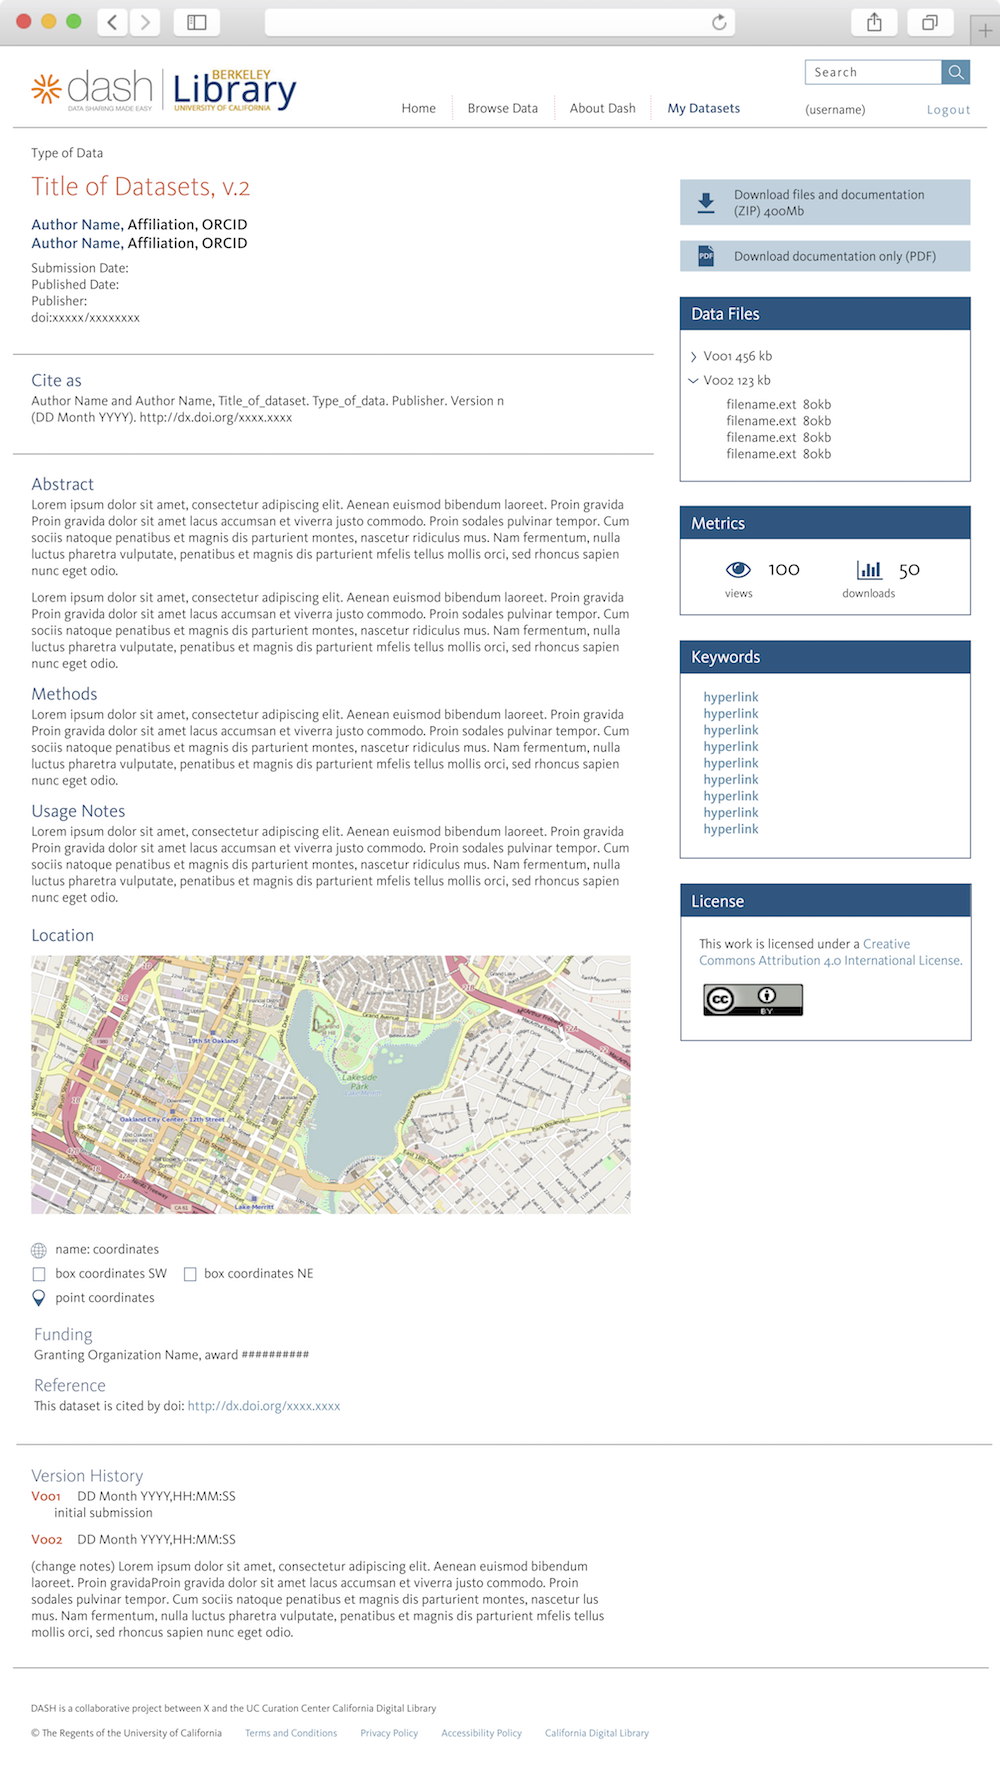 dash
DATA SHARING MADE EASY
BERKELEY
Library
UNIVERSITY OF CALIFORNIA
Home
Browse Data
About Dash
My Datasets
Search
(username)
Logout
Type of Data
Title of Datasets, v.2
Author Name, Affiliation, ORCID
Author Name, Affiliation, ORCID
Submission Date:
Published Date:
Publisher:
doi:xxxxx/xxxxxxxx
Cite as
Author Name and Author Name, Title_of_dataset. Type_of_data. Publisher. Version n
(DD Month YYYY). http://dx.doi.org/xxxx.xxxx
Abstract
Lorem ipsum dolor sit amet, consectetur adipiscing elit. Aenean euismod bibendum laoreet. Proin gravida
Proin gravida dolor sit amet lacus accumsan et viverra justo commodo. Proin sodales pulvinar tempor. Cum
sociis natoque penatibus et magnis dis parturient montes, nascetur ridiculus mus. Nam fermentum, nulla
luctus pharetra vulputate, penatibus et magnis dis parturient mfelis tellus mollis orci, sed rhoncus sapien
nunc eget odio.
Lorem ipsum dolor sit amet, consectetur adipiscing elit. Aenean euismod bibendum laoreet. Proin gravida
Proin gravida dolor sit amet lacus accumsan et viverra justo commodo. Proin sodales pulvinar tempor. Cum
sociis natoque penatibus et magnis dis parturient montes, nascetur ridiculus mus. Nam fermentum, nulla
luctus pharetra vulputate, penatibus et magnis dis parturient mfelis tellus mollis orci, sed rhoncus sapien
nunc eget odio.
Methods
Lorem ipsum dolor sit amet, consectetur adipiscing elit. Aenean euismod bibendum laoreet. Proin gravida
Proin gravida dolor sit amet lacus accumsan et viverra justo commodo. Proin sodales pulvinar tempor. Cum
sociis natoque penatibus et magnis dis parturient montes, nascetur ridiculus mus. Nam fermentum, nulla
luctus pharetra vulputate, penatibus et magnis dis parturient mfelis tellus mollis orci, sed rhoncus sapien
nunc eget odio.
Usage Notes
Lorem ipsum dolor sit amet, consectetur adipiscing elit. Aenean euismod bibendum laoreet. Proin gravida
Proin gravida dolor sit amet lacus accumsan et viverra justo commodo. Proin sodales pulvinar tempor. Cum
sociis natoque penatibus et magnis dis parturient montes, nascetur ridiculus mus. Nam fermentum, nulla
luctus pharetra vulputate, penatibus et magnis dis parturient mfelis tellus mollis orci, sed rhoncus sapien
nunc eget odio.
Location
Grand Avenue
19th St Oakland
Lakeside
Park
Lake Merritt
Oakland City Center - 12th Street
Park Boulevard
East 18th Street
Lake Merritt
CA 61
name: coordinates
box coordinates SW
box coordinates NE
point coordinates
Funding
Granting Organization Name, award ##########
Reference
This dataset is cited by doi: http://dx.doi.org/xxxx.xxxx
Version History
V001 DD Month YYYY,HH:MM:SS
initial submission
V002 DD Month YYYY,HH:MM:SS
(change notes) Lorem ipsum dolor sit amet, consectetur adipiscing elit. Aenean euismod bibendum
laoreet. Proin gravidaProin gravida dolor sit amet lacus accumsan et viverra justo commodo. Proin
sodales pulvinar tempor. Cum sociis natoque penatibus et magnis dis parturient montes, nascetur lus
mus. Nam fermentum, nulla luctus pharetra vulputate, penatibus et magnis dis parturient mfelis tellus
mollis orci, sed rhoncus sapien nunc eget odio.
Download files and documentation
(ZIP) 400Mb
PDF
Download documentation only (PDF)
Data Files
V001 456 kb
V002 123 kb
filename.ext 80kb
filename.ext 80kb
filename.ext 80kb
filename.ext 80kb
Metrics
100
views
50
downloads
Keywords
hyperlink
hyperlink
hyperlink
hyperlink
hyperlink
hyperlink
hyperlink
hyperlink
hyperlink
License
This work is licensed under a Creative
Commons Attribution 4.0 International License.
cc
BY
DASH is a collaborative project between X and the UC Curation Center California Digital Library
© The Regents of the University of California
Terms and Conditions
Privacy Policy
Accessibility Policy
California Digital Library